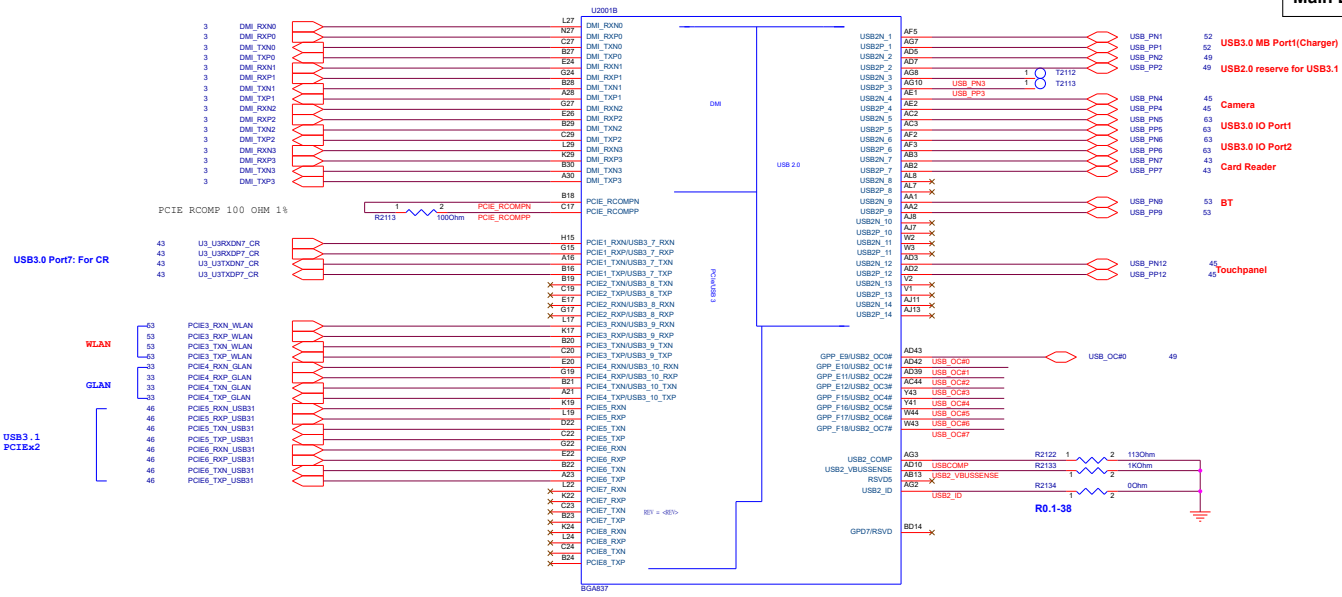 Main
U2001B
3 DMI_RXN0 L27 DMI_RXN0
3 DMI_RXP0 N27 DMI_RXP0
3 DMI_TXN0 C27 DMI_TXN0
3 DMI_TXP0 B27 DMI_TXP0
3 DMI_RXN1 E24 DMI_RXN1
3 DMI_RXP1 G24 DMI_RXP1
3 DMI_TXN1 B28 DMI_TXN1
3 DMI_TXP1 A28 DMI_TXP1
3 DMI_RXN2 G27 DMI_RXN2
3 DMI_RXP2 E26 DMI_RXP2
3 DMI_TXN2 B29 DMI_TXN2
3 DMI_TXP2 C29 DMI_TXP2
3 DMI_RXN3 L29 DMI_RXN3
3 DMI_RXP3 K29 DMI_RXP3
3 DMI_TXN3 B30 DMI_TXN3
3 DMI_TXP3 A30 DMI_TXP3
PCIE RCOMP 100 OHM 1%
R2113 1 2 100Ohm
PCIE_RCOMPN B18 PCIE_RCOMPN
PCIE_RCOMPP C17 PCIE_RCOMPP
USB3.0 Port7: For CR
43 U3_U3RXDN7_CR H15 PCIE1_RXN/USB3_7_RXN
43 U3_U3RXDP7_CR G15 PCIE1_RXP/USB3_7_RXP
43 U3_U3TXDN7_CR A16 PCIE1_TXN/USB3_7_TXN
43 U3_U3TXDP7_CR B16 PCIE1_TXP/USB3_7_TXP
B19 PCIE2_TXN/USB3_8_TXN
C19 PCIE2_TXP/USB3_8_TXP
E17 PCIE2_RXN/USB3_8_RXN
G17 PCIE2_RXP/USB3_8_RXP
WLAN
53 PCIE3_RXN_WLAN L17 PCIE3_RXN/USB3_9_RXN
53 PCIE3_RXP_WLAN K17 PCIE3_RXP/USB3_9_RXP
53 PCIE3_TXN_WLAN B20 PCIE3_TXN/USB3_9_TXN
53 PCIE3_TXP_WLAN C20 PCIE3_TXP/USB3_9_TXP
GLAN
33 PCIE4_RXN_GLAN E20 PCIE4_RXN/USB3_10_RXN
33 PCIE4_RXP_GLAN G19 PCIE4_RXP/USB3_10_RXP
33 PCIE4_TXN_GLAN B21 PCIE4_TXN/USB3_10_TXN
33 PCIE4_TXP_GLAN A21 PCIE4_TXP/USB3_10_TXP
USB3.1
PCIEx2
46 PCIE5_RXN_USB31 K19 PCIE5_RXN
46 PCIE5_RXP_USB31 L19 PCIE5_RXP
46 PCIE5_TXN_USB31 D22 PCIE5_TXN
46 PCIE5_TXP_USB31 C22 PCIE5_TXP
46 PCIE6_RXN_USB31 G22 PCIE6_RXN
46 PCIE6_RXP_USB31 E22 PCIE6_RXP
46 PCIE6_TXN_USB31 B22 PCIE6_TXN
46 PCIE6_TXP_USB31 A23 PCIE6_TXP
L22 PCIE7_RXN
K22 PCIE7_RXP
C23 PCIE7_TXN
B23 PCIE7_TXP
K24 PCIE8_RXN
L24 PCIE8_RXP
C24 PCIE8_TXN
B24 PCIE8_TXP
DMI
USB 2.0
PCIe/USB 3
REV = <REV>
BGA837
USB2N_1 AF5 USB_PN1 52
USB2P_1 AG7 USB_PP1 52
USB3.0 MB Port1(Charger)
USB2N_2 AD5 USB_PN2 49
USB2P_2 AD7 USB_PP2 49
USB2.0 reserve for USB3.1
USB2N_3 AG8 USB_PN3 1 T2112
USB2P_3 AG10 USB_PP3 1 T2113
USB2N_4 AE1 USB_PN4 45
USB2P_4 AE2 USB_PP4 45
Camera
USB2N_5 AC2 USB_PN5 63
USB2P_5 AC3 USB_PP5 63
USB3.0 IO Port1
USB2N_6 AF2 USB_PN6 63
USB2P_6 AF3 USB_PP6 63
USB3.0 IO Port2
USB2N_7 AB3 USB_PN7 43
USB2P_7 AB2 USB_PP7 43
Card Reader
USB2N_8 AL8
USB2P_8 AL7
USB2N_9 AA1 USB_PN9 53
USB2P_9 AA2 USB_PP9 53
BT
USB2N_10 AJ8
USB2P_10 AJ7
USB2N_11 W2
USB2P_11 W3
USB2N_12 AD3 USB_PN12 45
USB2P_12 AD2 USB_PP12 45
Touchpanel
USB2N_13 V2
USB2P_13 V1
USB2N_14 AJ11
USB2P_14 AJ13
GPP_E9/USB2_OC0# AD43 USB_OC#0 USB_OC#0 49
GPP_E10/USB2_OC1# AD42 USB_OC#1
GPP_E11/USB2_OC2# AD39 USB_OC#2
GPP_E12/USB2_OC3# AC44 USB_OC#3
GPP_F15/USB2_OC4# Y43 USB_OC#4
GPP_F16/USB2_OC5# Y41 USB_OC#5
GPP_F17/USB2_OC6# W44 USB_OC#6
GPP_F18/USB2_OC7# W43 USB_OC#7
USB2_COMP AG3 USBCOMP R2122 1 2 113Ohm
USB2_VBUSSENSE AD10 USB2_VBUSSENSE R2133 1 2 1KOhm
RSVD5 AB13
USB2_ID AG2 USB2_ID R2134 1 2 0Ohm
R0.1-38
GPD7/RSVD BD14